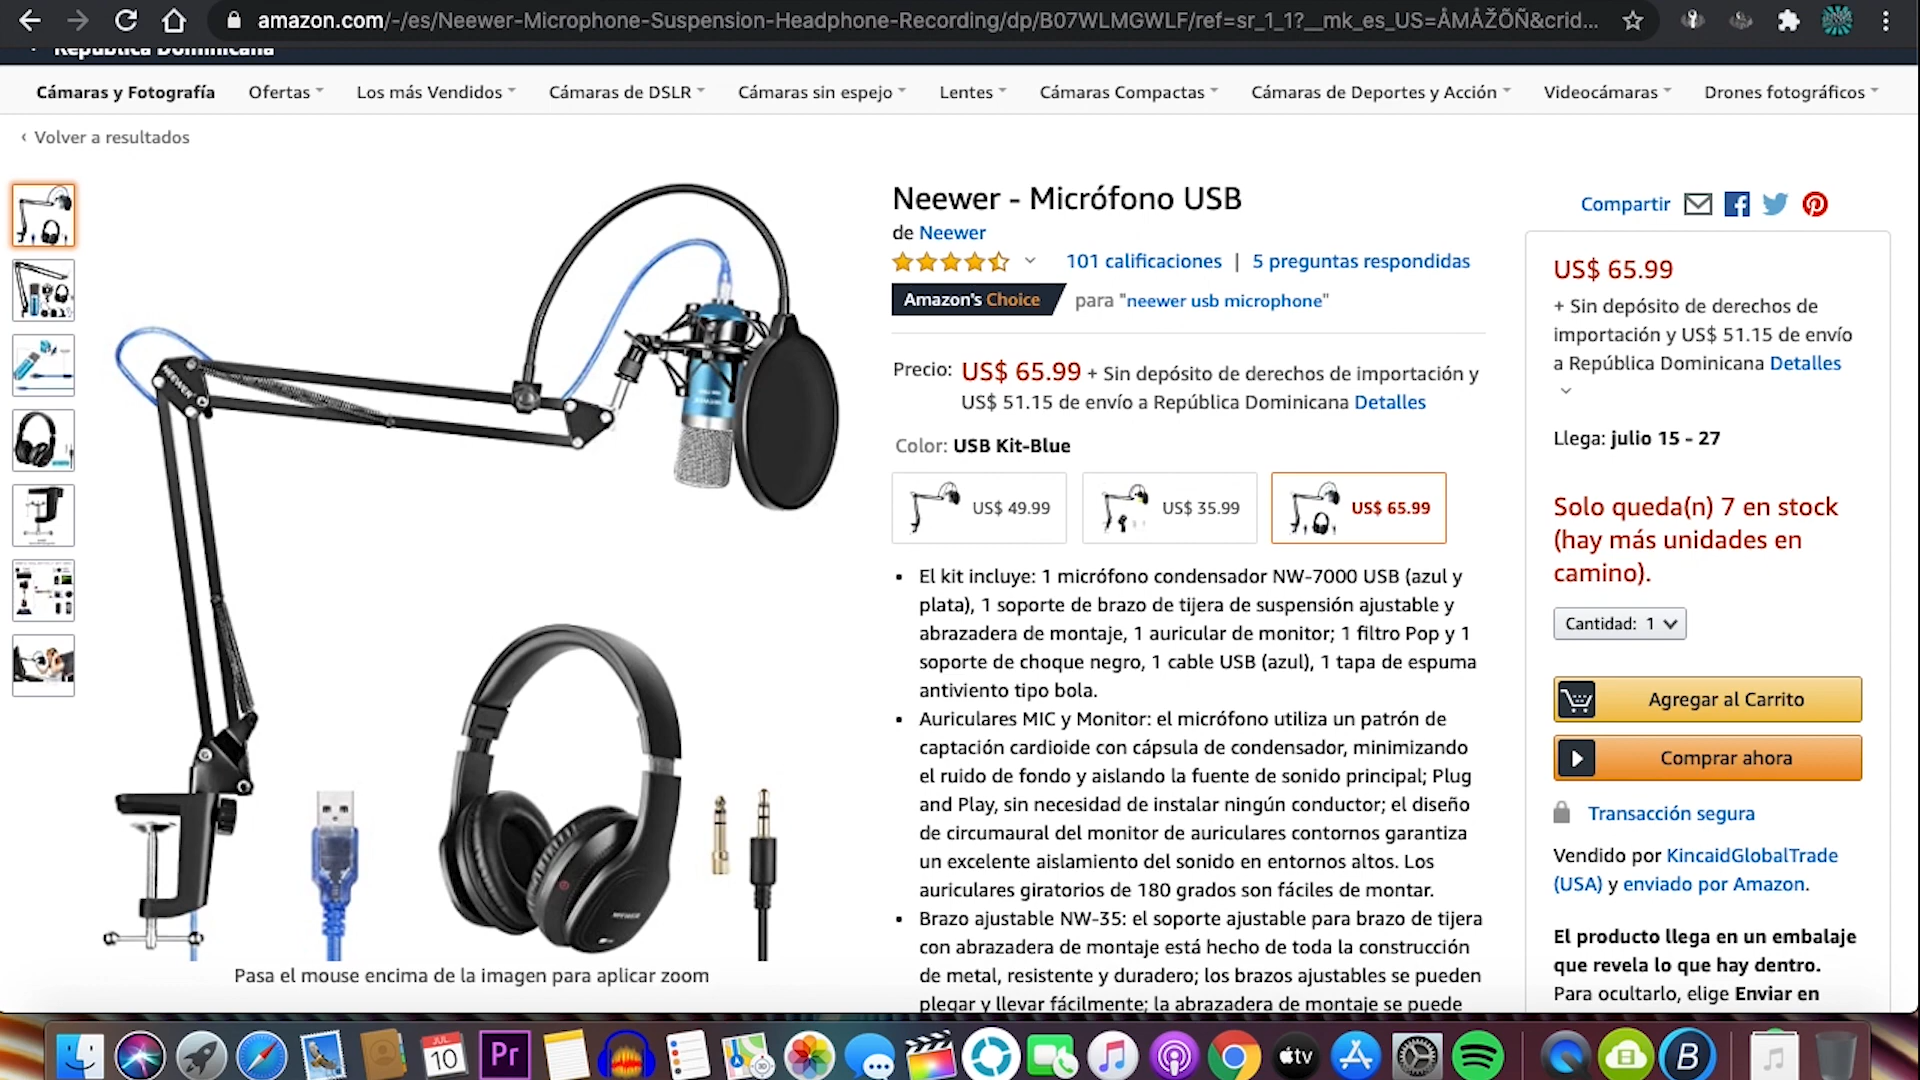 amazon.com/-/es/Neewer-Microphone-Suspension-Headphone-Recording/dp/B07WLMGWLF/ref=sr_1_1?__mk_es_US=ÅMÅŽÕÑ&crid...
República Dominicana
Cámaras y Fotografía Ofertas Los más Vendidos Cámaras de DSLR Cámaras sin espejo Lentes Cámaras Compactas Cámaras de Deportes y Acción Videocámaras Drones fotográficos
‹ Volver a resultados
Neewer - Micrófono USB
de Neewer
101 calificaciones | 5 preguntas respondidas
Amazon's Choice para "neewer usb microphone"
Precio: US$ 65.99 + Sin depósito de derechos de importación y
US$ 51.15 de envío a República Dominicana Detalles
Color: USB Kit-Blue
US$ 49.99 US$ 35.99 US$ 65.99
• El kit incluye: 1 micrófono condensador NW-7000 USB (azul y
plata), 1 soporte de brazo de tijera de suspensión ajustable y
abrazadera de montaje, 1 auricular de monitor; 1 filtro Pop y 1
soporte de choque negro, 1 cable USB (azul), 1 tapa de espuma
antiviento tipo bola.
• Auriculares MIC y Monitor: el micrófono utiliza un patrón de
captación cardioide con cápsula de condensador, minimizando
el ruido de fondo y aislando la fuente de sonido principal; Plug
and Play, sin necesidad de instalar ningún conductor; el diseño
de circumaural del monitor de auriculares contornos garantiza
un excelente aislamiento del sonido en entornos altos. Los
auriculares giratorios de 180 grados son fáciles de montar.
• Brazo ajustable NW-35: el soporte ajustable para brazo de tijera
con abrazadera de montaje está hecho de toda la construcción
de metal, resistente y duradero; los brazos ajustables se pueden
plegar y llevar fácilmente; la abrazadera de montaje se puede
Pasa el mouse encima de la imagen para aplicar zoom
NEEWER
Compartir
US$ 65.99
+ Sin depósito de derechos de
importación y US$ 51.15 de envío
a República Dominicana Detalles
Llega: julio 15 - 27
Solo queda(n) 7 en stock
(hay más unidades en
camino).
Cantidad: 1
Agregar al Carrito
Comprar ahora
Transacción segura
Vendido por KincaidGlobalTrade
(USA) y enviado por Amazon.
El producto llega en un embalaje
que revela lo que hay dentro.
Para ocultarlo, elige Enviar en
JUL
10
Pr
3D
tv
B